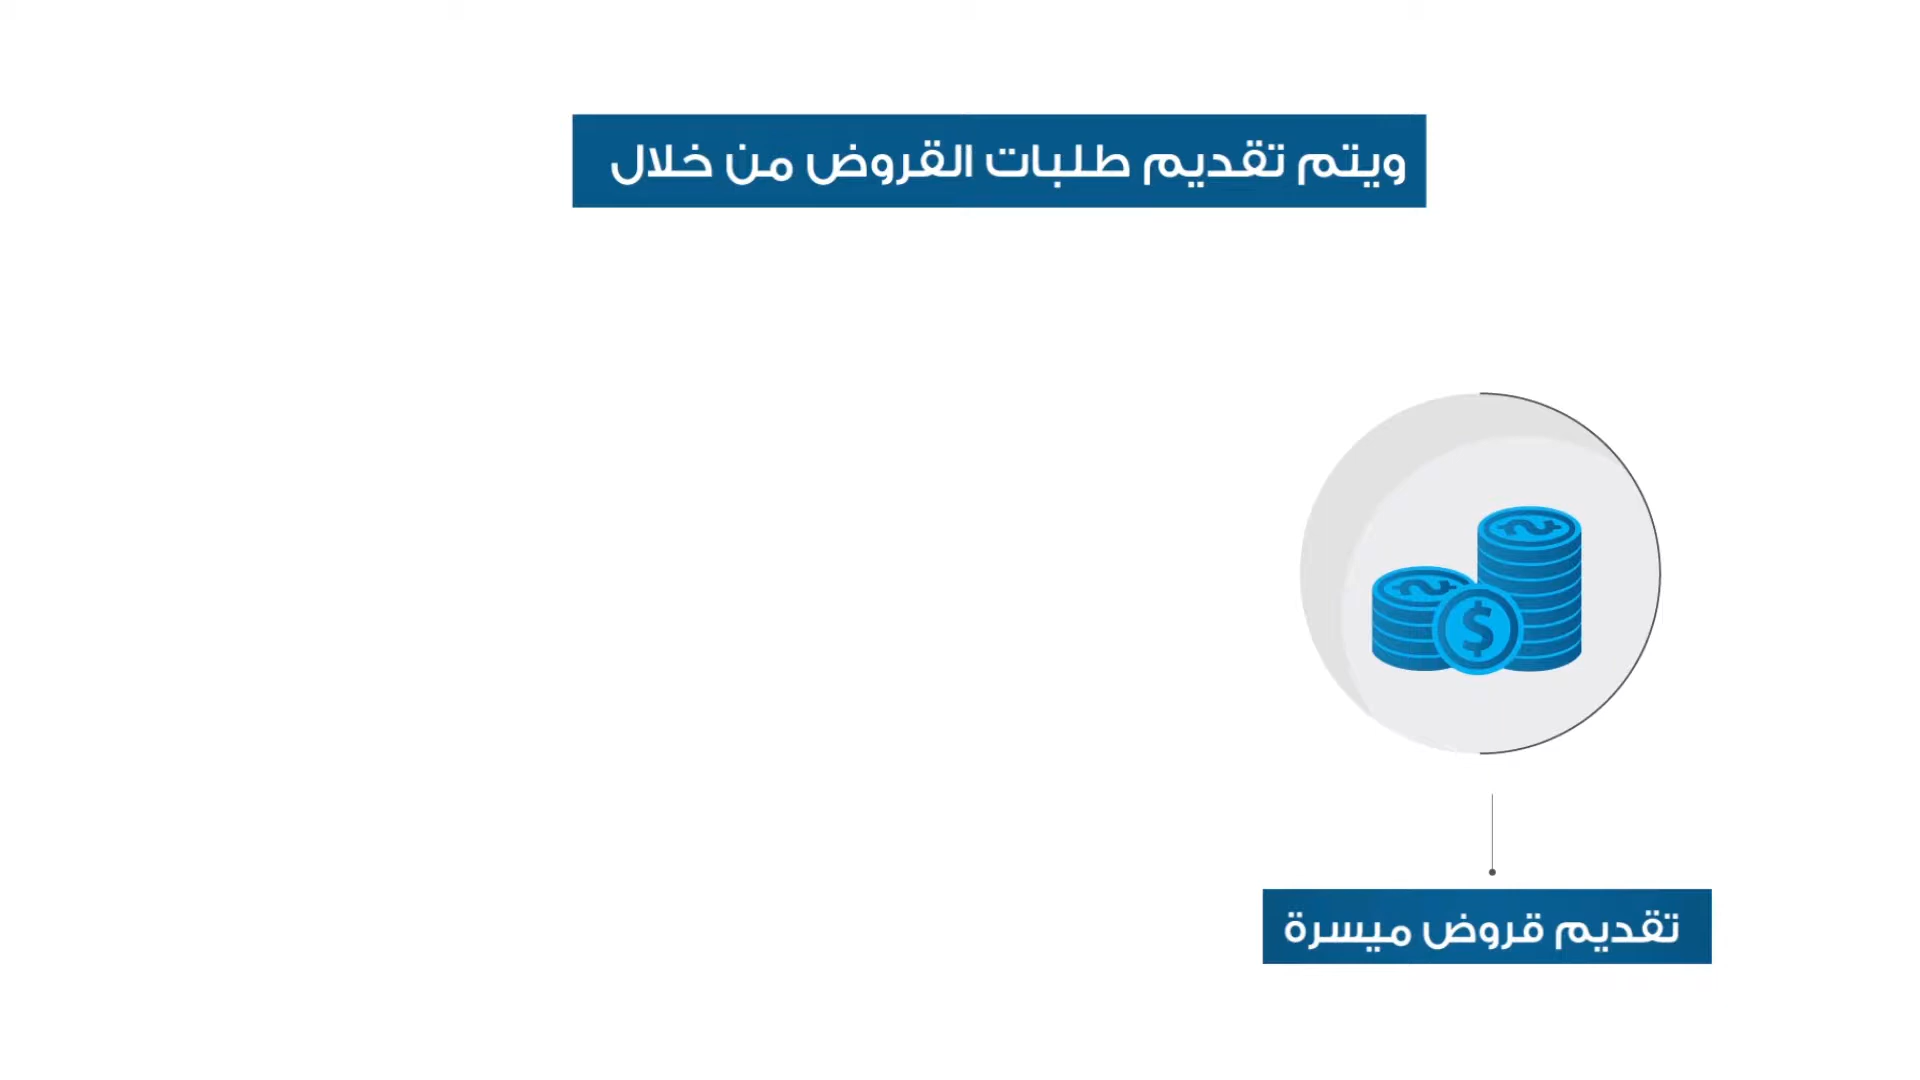 ويتم تقديم طلبات القروض من خلال
تقديم قروض ميسرة
$